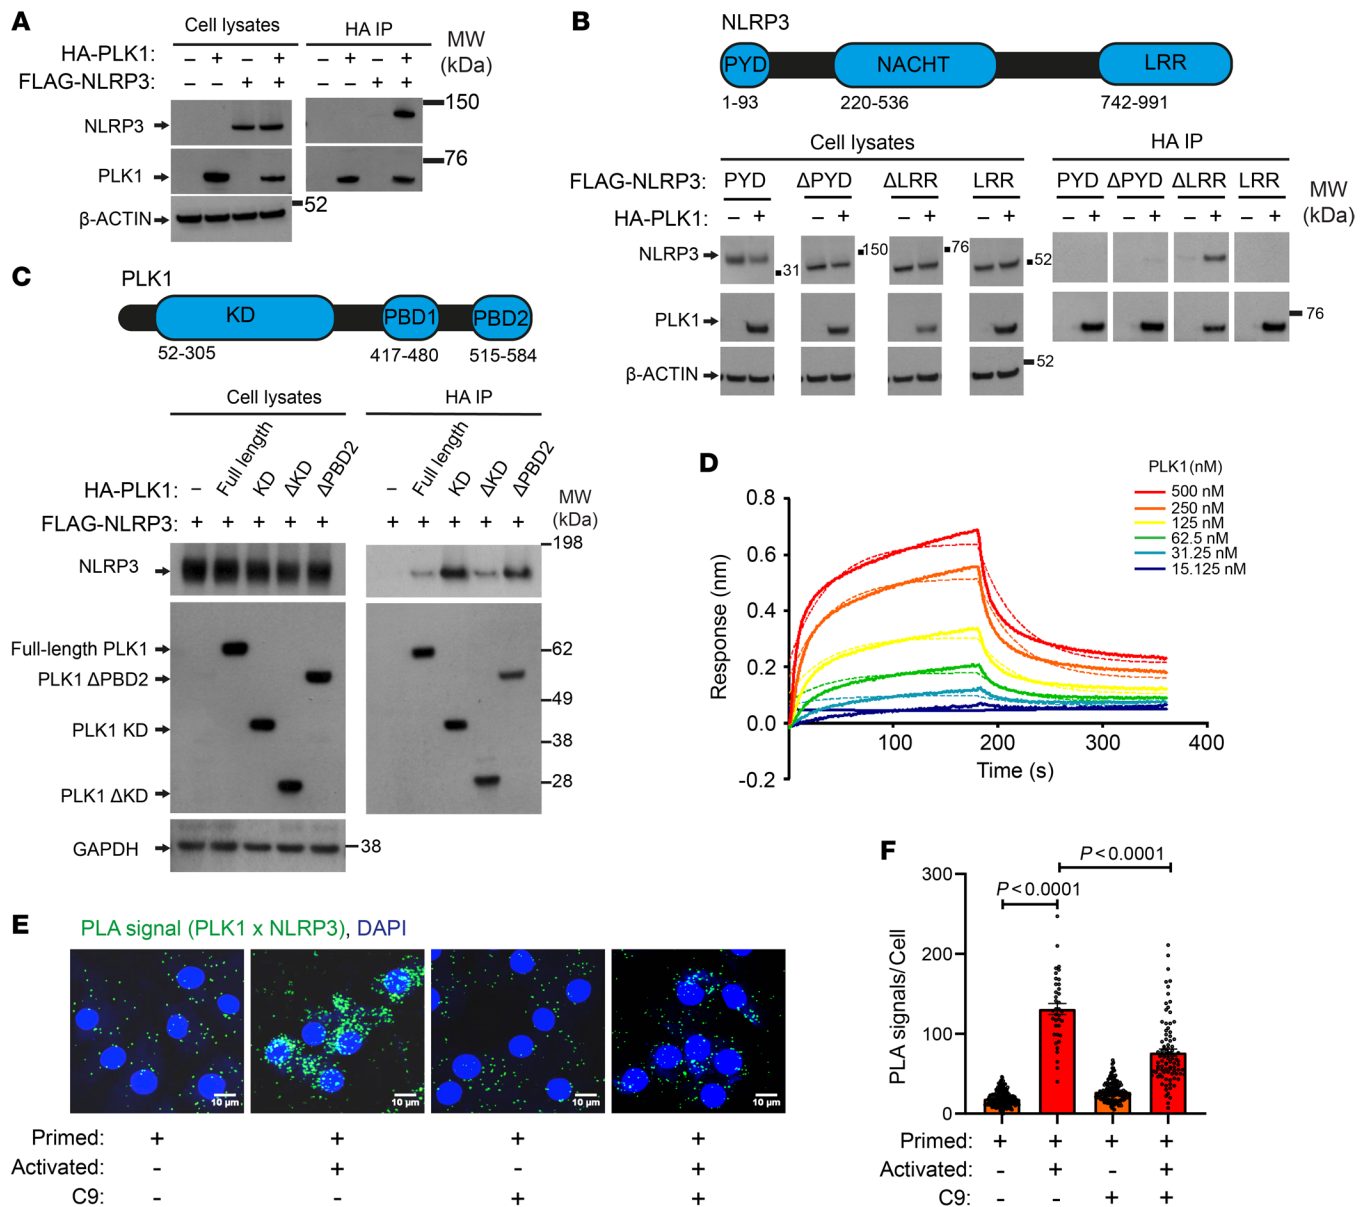 A
Cell lysates
HA IP
MW
(kDa)
HA-PLK1: – + – + – + – +
FLAG-NLRP3: – – + + – – + +
150
NLRP3
76
PLK1
52
β-ACTIN
B
NLRP3
PYD NACHT LRR
1-93 220-536 742-991
Cell lysates
HA IP
FLAG-NLRP3: PYD ΔPYD ΔLRR LRR PYD ΔPYD ΔLRR LRR
MW
(kDa)
HA-PLK1: – + – + – + – + – + – + – + – +
NLRP3
31
150
76
52
PLK1
76
β-ACTIN
52
C
PLK1
KD PBD1 PBD2
52-305 417-480 515-584
Cell lysates
HA IP
HA-PLK1: – Full length KD ΔKD ΔPBD2 – Full length KD ΔKD ΔPBD2
MW
(kDa)
FLAG-NLRP3: + + + + + + + + + +
198
NLRP3
Full-length PLK1
62
PLK1 ΔPBD2
49
PLK1 KD
38
28
PLK1 ΔKD
GAPDH
38
D
PLK1 (nM)
500 nM
250 nM
125 nM
62.5 nM
31.25 nM
15.125 nM
Response (nm)
0.8
0.6
0.4
0.2
0.0
-0.2
100 200 300 400
Time (s)
E
PLA signal (PLK1 x NLRP3), DAPI
10 µm
10 µm
10 µm
10 µm
Primed: + + + +
Activated: - + - +
C9: - - + +
F
P < 0.0001
P < 0.0001
PLA signals/Cell
300
200
100
0
Primed: + + + +
Activated: - + - +
C9: - - + +